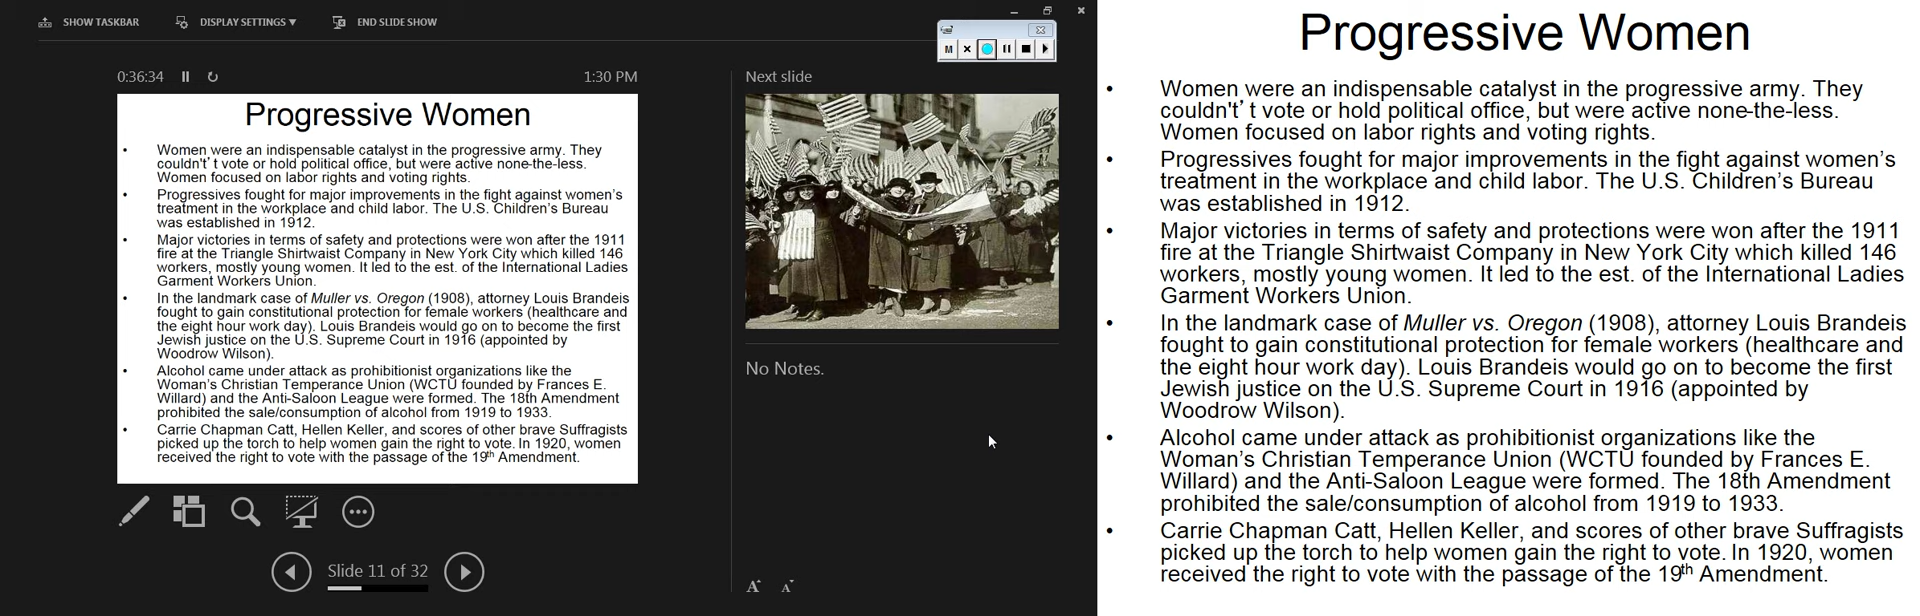 SHOW TASKBAR
DISPLAY SETTINGS ▼
END SLIDE SHOW
M
0:36:34
1:30 PM
Next slide
Progressive Women
• Women were an indispensable catalyst in the progressive army. They
couldn't’ t vote or hold political office, but were active none-the-less.
Women focused on labor rights and voting rights.
• Progressives fought for major improvements in the fight against women’s
treatment in the workplace and child labor. The U.S. Children’s Bureau
was established in 1912.
• Major victories in terms of safety and protections were won after the 1911
fire at the Triangle Shirtwaist Company in New York City which killed 146
workers, mostly young women. It led to the est. of the International Ladies
Garment Workers Union.
• In the landmark case of Muller vs. Oregon (1908), attorney Louis Brandeis
fought to gain constitutional protection for female workers (healthcare and
the eight hour work day). Louis Brandeis would go on to become the first
Jewish justice on the U.S. Supreme Court in 1916 (appointed by
Woodrow Wilson).
• Alcohol came under attack as prohibitionist organizations like the
Woman’s Christian Temperance Union (WCTU founded by Frances E.
Willard) and the Anti-Saloon League were formed. The 18th Amendment
prohibited the sale/consumption of alcohol from 1919 to 1933.
• Carrie Chapman Catt, Hellen Keller, and scores of other brave Suffragists
picked up the torch to help women gain the right to vote. In 1920, women
received the right to vote with the passage of the 19th Amendment.
No Notes.
Slide 11 of 32
A A
Progressive Women
• Women were an indispensable catalyst in the progressive army. They
couldn't’ t vote or hold political office, but were active none-the-less.
Women focused on labor rights and voting rights.
• Progressives fought for major improvements in the fight against women’s
treatment in the workplace and child labor. The U.S. Children’s Bureau
was established in 1912.
• Major victories in terms of safety and protections were won after the 1911
fire at the Triangle Shirtwaist Company in New York City which killed 146
workers, mostly young women. It led to the est. of the International Ladies
Garment Workers Union.
• In the landmark case of Muller vs. Oregon (1908), attorney Louis Brandeis
fought to gain constitutional protection for female workers (healthcare and
the eight hour work day). Louis Brandeis would go on to become the first
Jewish justice on the U.S. Supreme Court in 1916 (appointed by
Woodrow Wilson).
• Alcohol came under attack as prohibitionist organizations like the
Woman’s Christian Temperance Union (WCTU founded by Frances E.
Willard) and the Anti-Saloon League were formed. The 18th Amendment
prohibited the sale/consumption of alcohol from 1919 to 1933.
• Carrie Chapman Catt, Hellen Keller, and scores of other brave Suffragists
picked up the torch to help women gain the right to vote. In 1920, women
received the right to vote with the passage of the 19th Amendment.